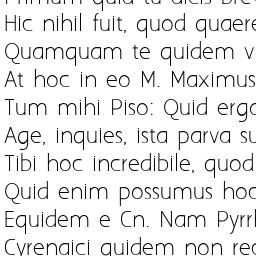 Primum quid tu dicis
Hic nihil fuit, quod quaere
Quamquam te quidem v
At hoc in eo M. Maximus
Tum mihi Piso: Quid ergo
Age, inquies, ista parva su
Tibi hoc incredibile, quod
Quid enim possumus hoc
Equidem e Cn. Nam Pyrrh
Cyrenaici quidem non rec